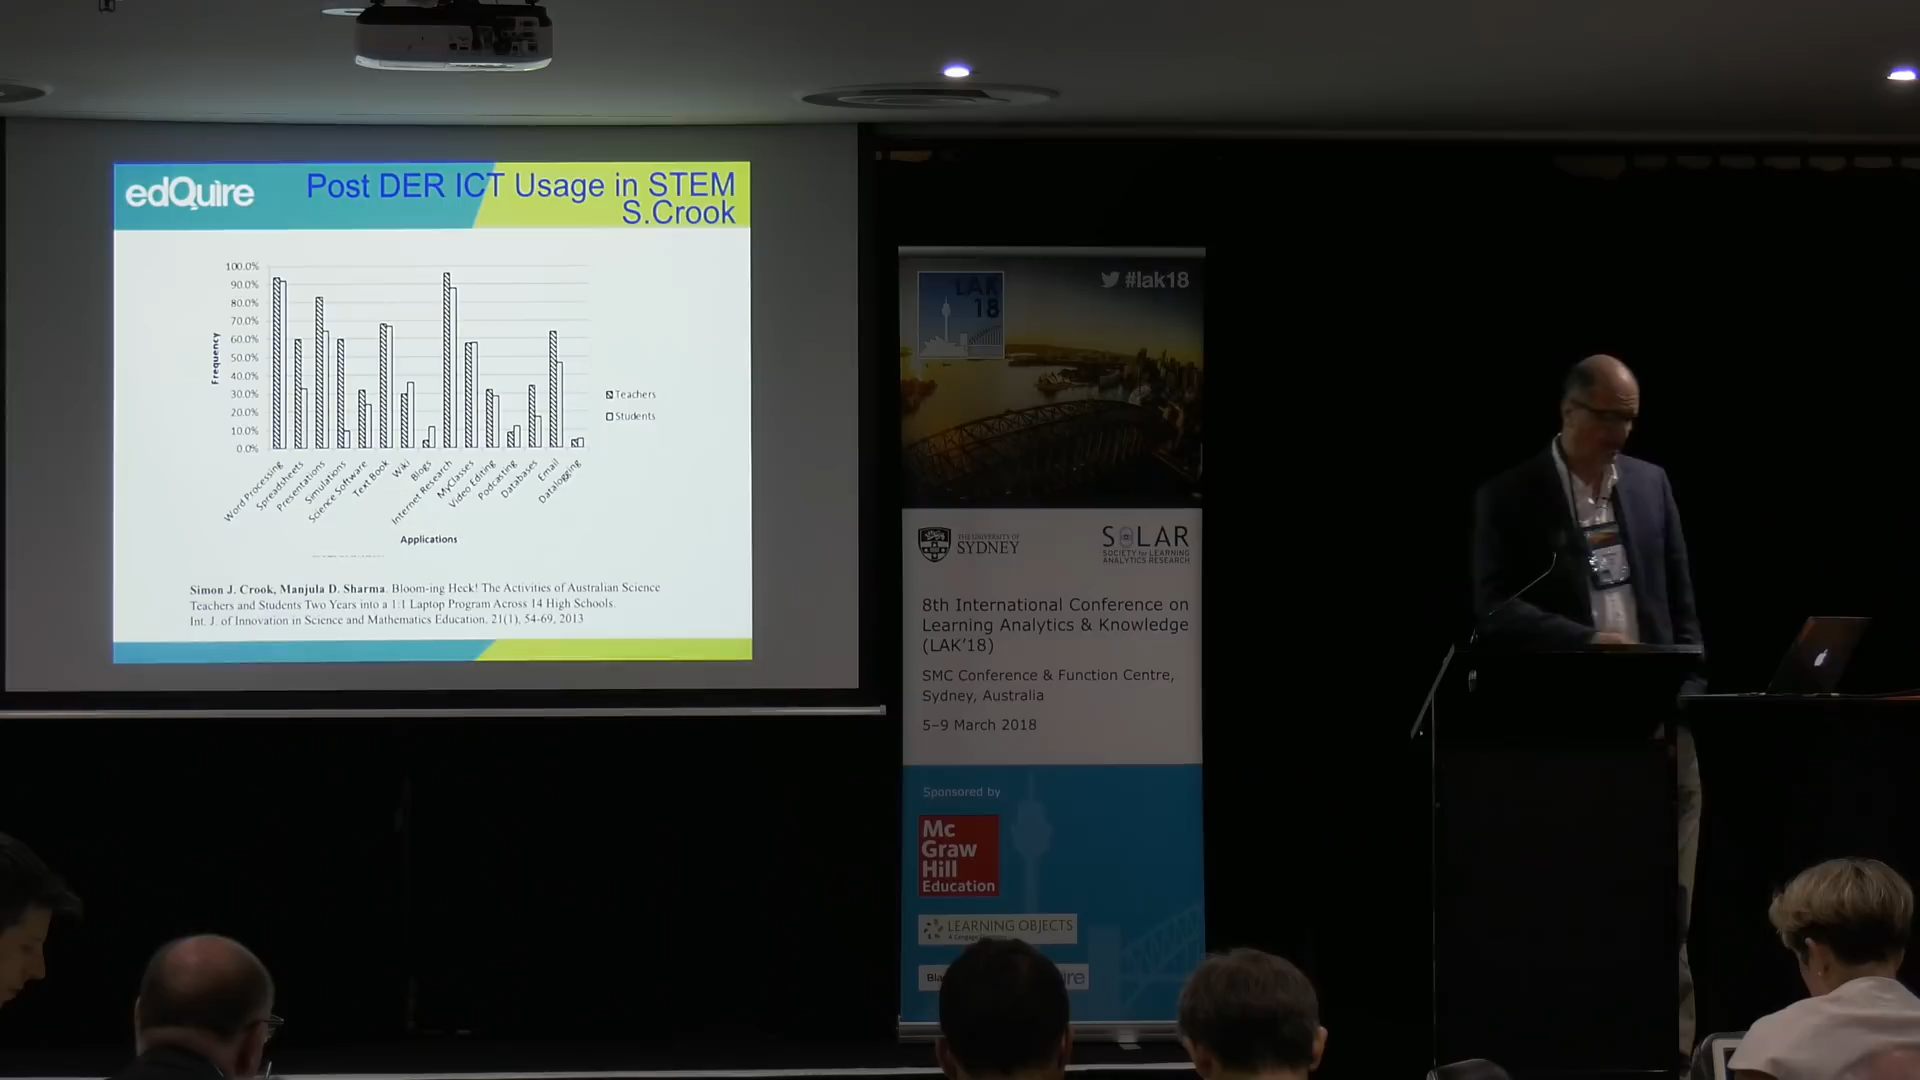 edQuire
Post DER ICT Usage in STEM
S.Crook
100.0%
90.0%
80.0%
70.0%
60.0%
50.0%
40.0%
30.0%
20.0%
10.0%
0.0%
Frequency
Word Processing
Spreadsheets
Presentations
Simulations
Science Software
Text Book
Wiki
Blogs
Internet Research
MyClasses
Video Editing
Podcasting
Databases
Email
Datalogging
Applications
Teachers
Students
Simon J. Crook, Manjula D. Sharma. Bloom-ing Heck! The Activities of Australian Science
Teachers and Students Two Years into a 1:1 Laptop Program Across 14 High Schools.
Int. J. of Innovation in Science and Mathematics Education, 21(1), 54-69, 2013
LAK
18
#lak18
THE UNIVERSITY OF
SYDNEY
SOLAR
SOCIETY for LEARNING
ANALYTICS RESEARCH
8th International Conference on
Learning Analytics & Knowledge
(LAK'18)
SMC Conference & Function Centre,
Sydney, Australia
5–9 March 2018
Sponsored by
Mc
Graw
Hill
Education
LEARNING OBJECTS